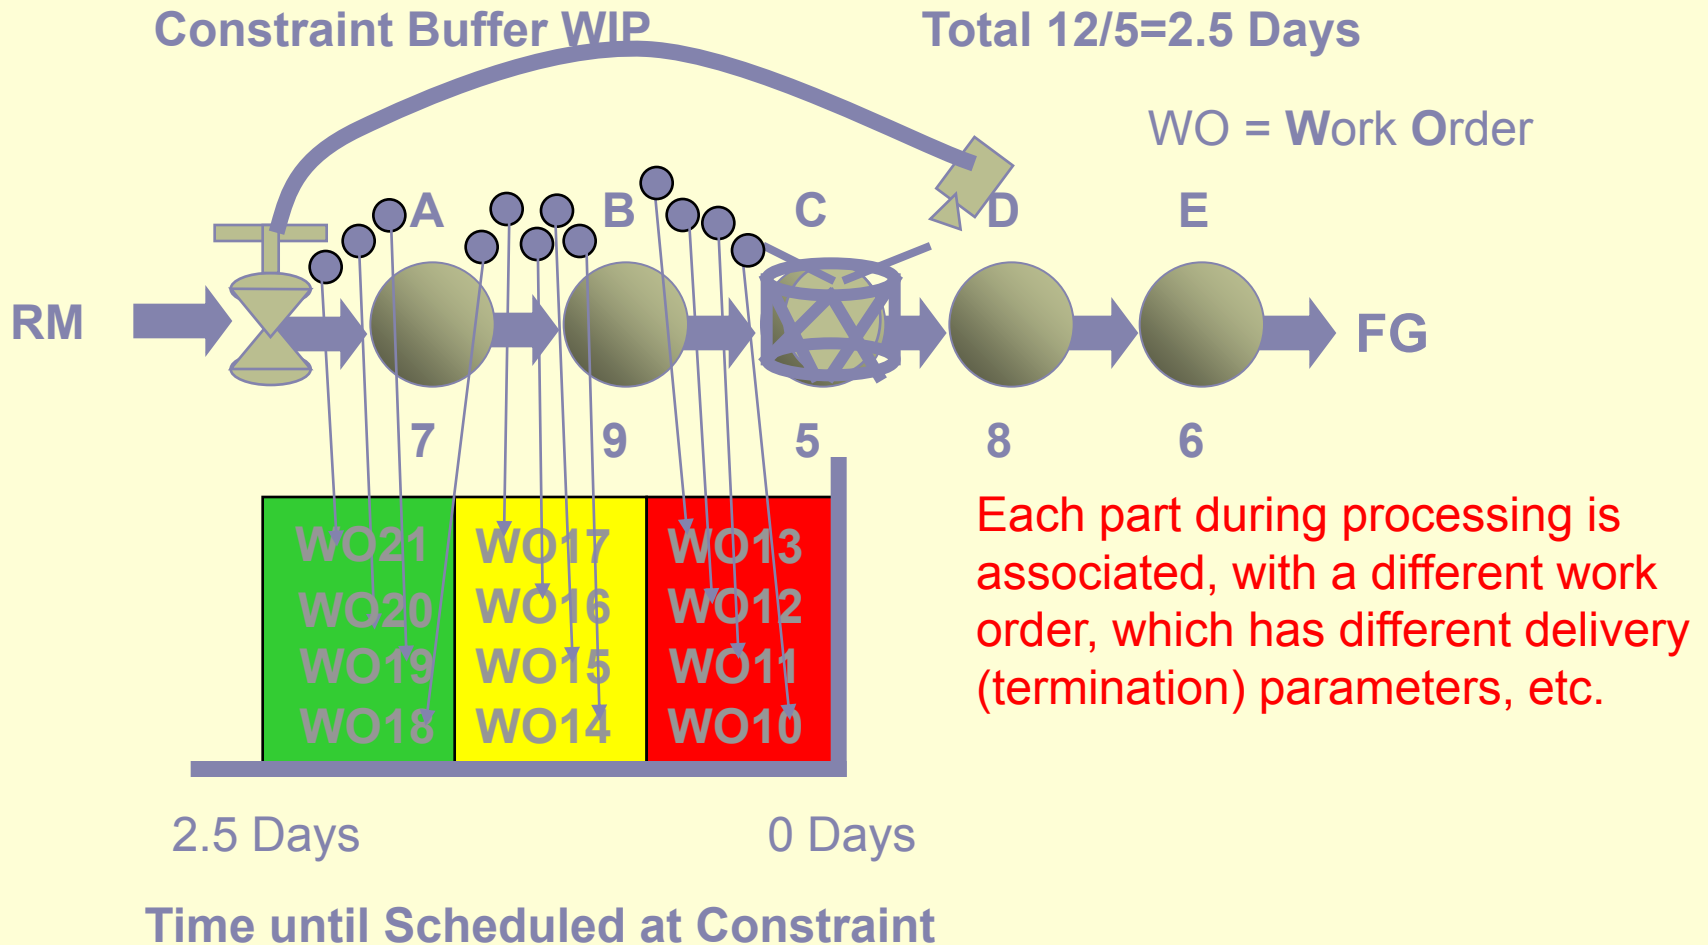 Constraint Buffer WIP
Total 12/5=2.5 Days
WO = Work Order
A B C D E
RM
FG
7 9 5 8 6
WO21 WO17 WO13
WO20 WO16 WO12
WO19 WO15 WO11
WO18 WO14 WO10
Each part during processing is
associated, with a different work
order, which has different delivery
(termination) parameters, etc.
2.5 Days 0 Days
Time until Scheduled at Constraint